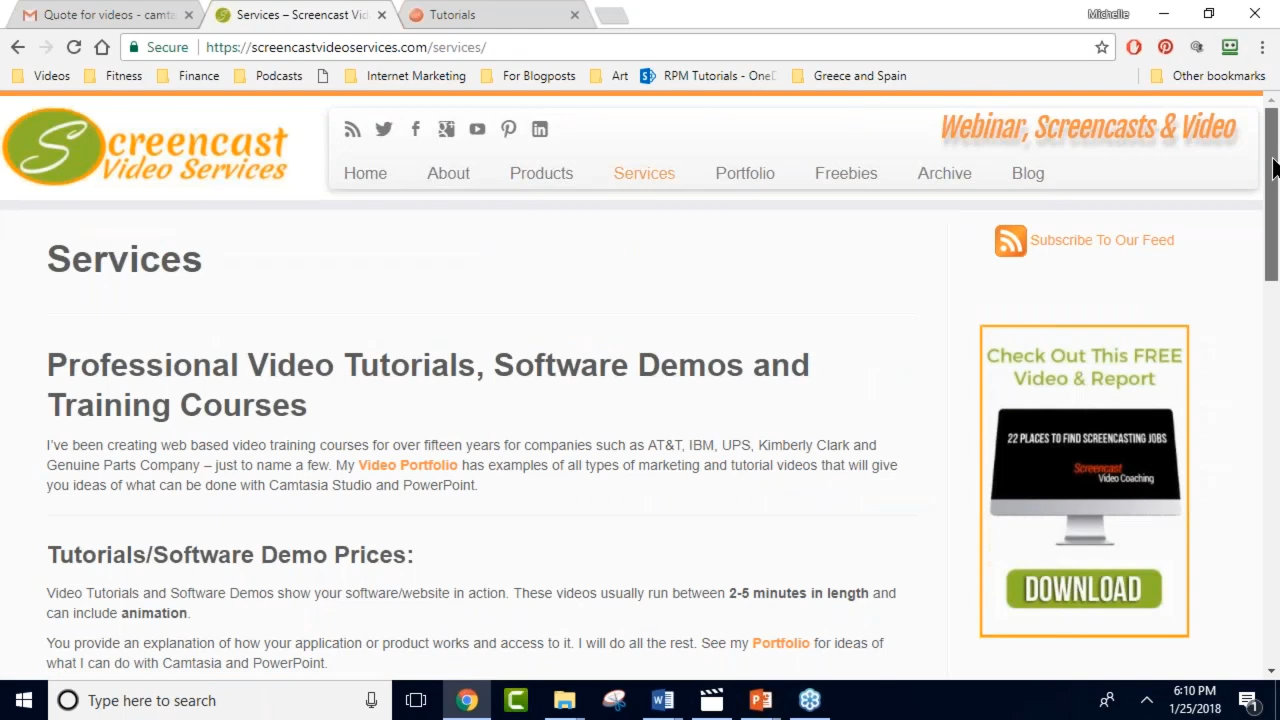 Quote for videos - camta
Services – Screencast Vid
Tutorials
Michelle
Secure
https://screencastvideoservices.com/services/
Videos
Fitness
Finance
Podcasts
Internet Marketing
For Blogposts
Art
RPM Tutorials - OneD
Greece and Spain
Other bookmarks
Screencast
Video Services
Webinar, Screencasts & Video
Home
About
Products
Services
Portfolio
Freebies
Archive
Blog
Services
Subscribe To Our Feed
Professional Video Tutorials, Software Demos and
Training Courses
I've been creating web based video training courses for over fifteen years for companies such as AT&T, IBM, UPS, Kimberly Clark and
Genuine Parts Company – just to name a few. My Video Portfolio has examples of all types of marketing and tutorial videos that will give
you ideas of what can be done with Camtasia Studio and PowerPoint.
Tutorials/Software Demo Prices:
Video Tutorials and Software Demos show your software/website in action. These videos usually run between 2-5 minutes in length and
can include animation.
You provide an explanation of how your application or product works and access to it. I will do all the rest. See my Portfolio for ideas of
what I can do with Camtasia and PowerPoint.
Check Out This FREE
Video & Report
22 PLACES TO FIND SCREENCASTING JOBS
Screencast
Video Coaching
DOWNLOAD
Type here to search
6:10 PM
1/25/2018
1